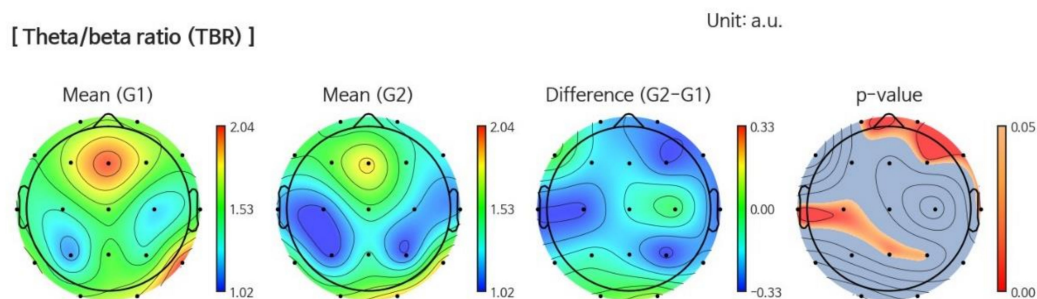 Unit: a.u.
[ Theta/beta ratio (TBR) ]
Mean (G1)
Mean (G2)
Difference (G2-G1)
p-value
2.04
1.53
1.02
2.04
1.53
1.02
0.33
0.00
-0.33
0.05
0.00